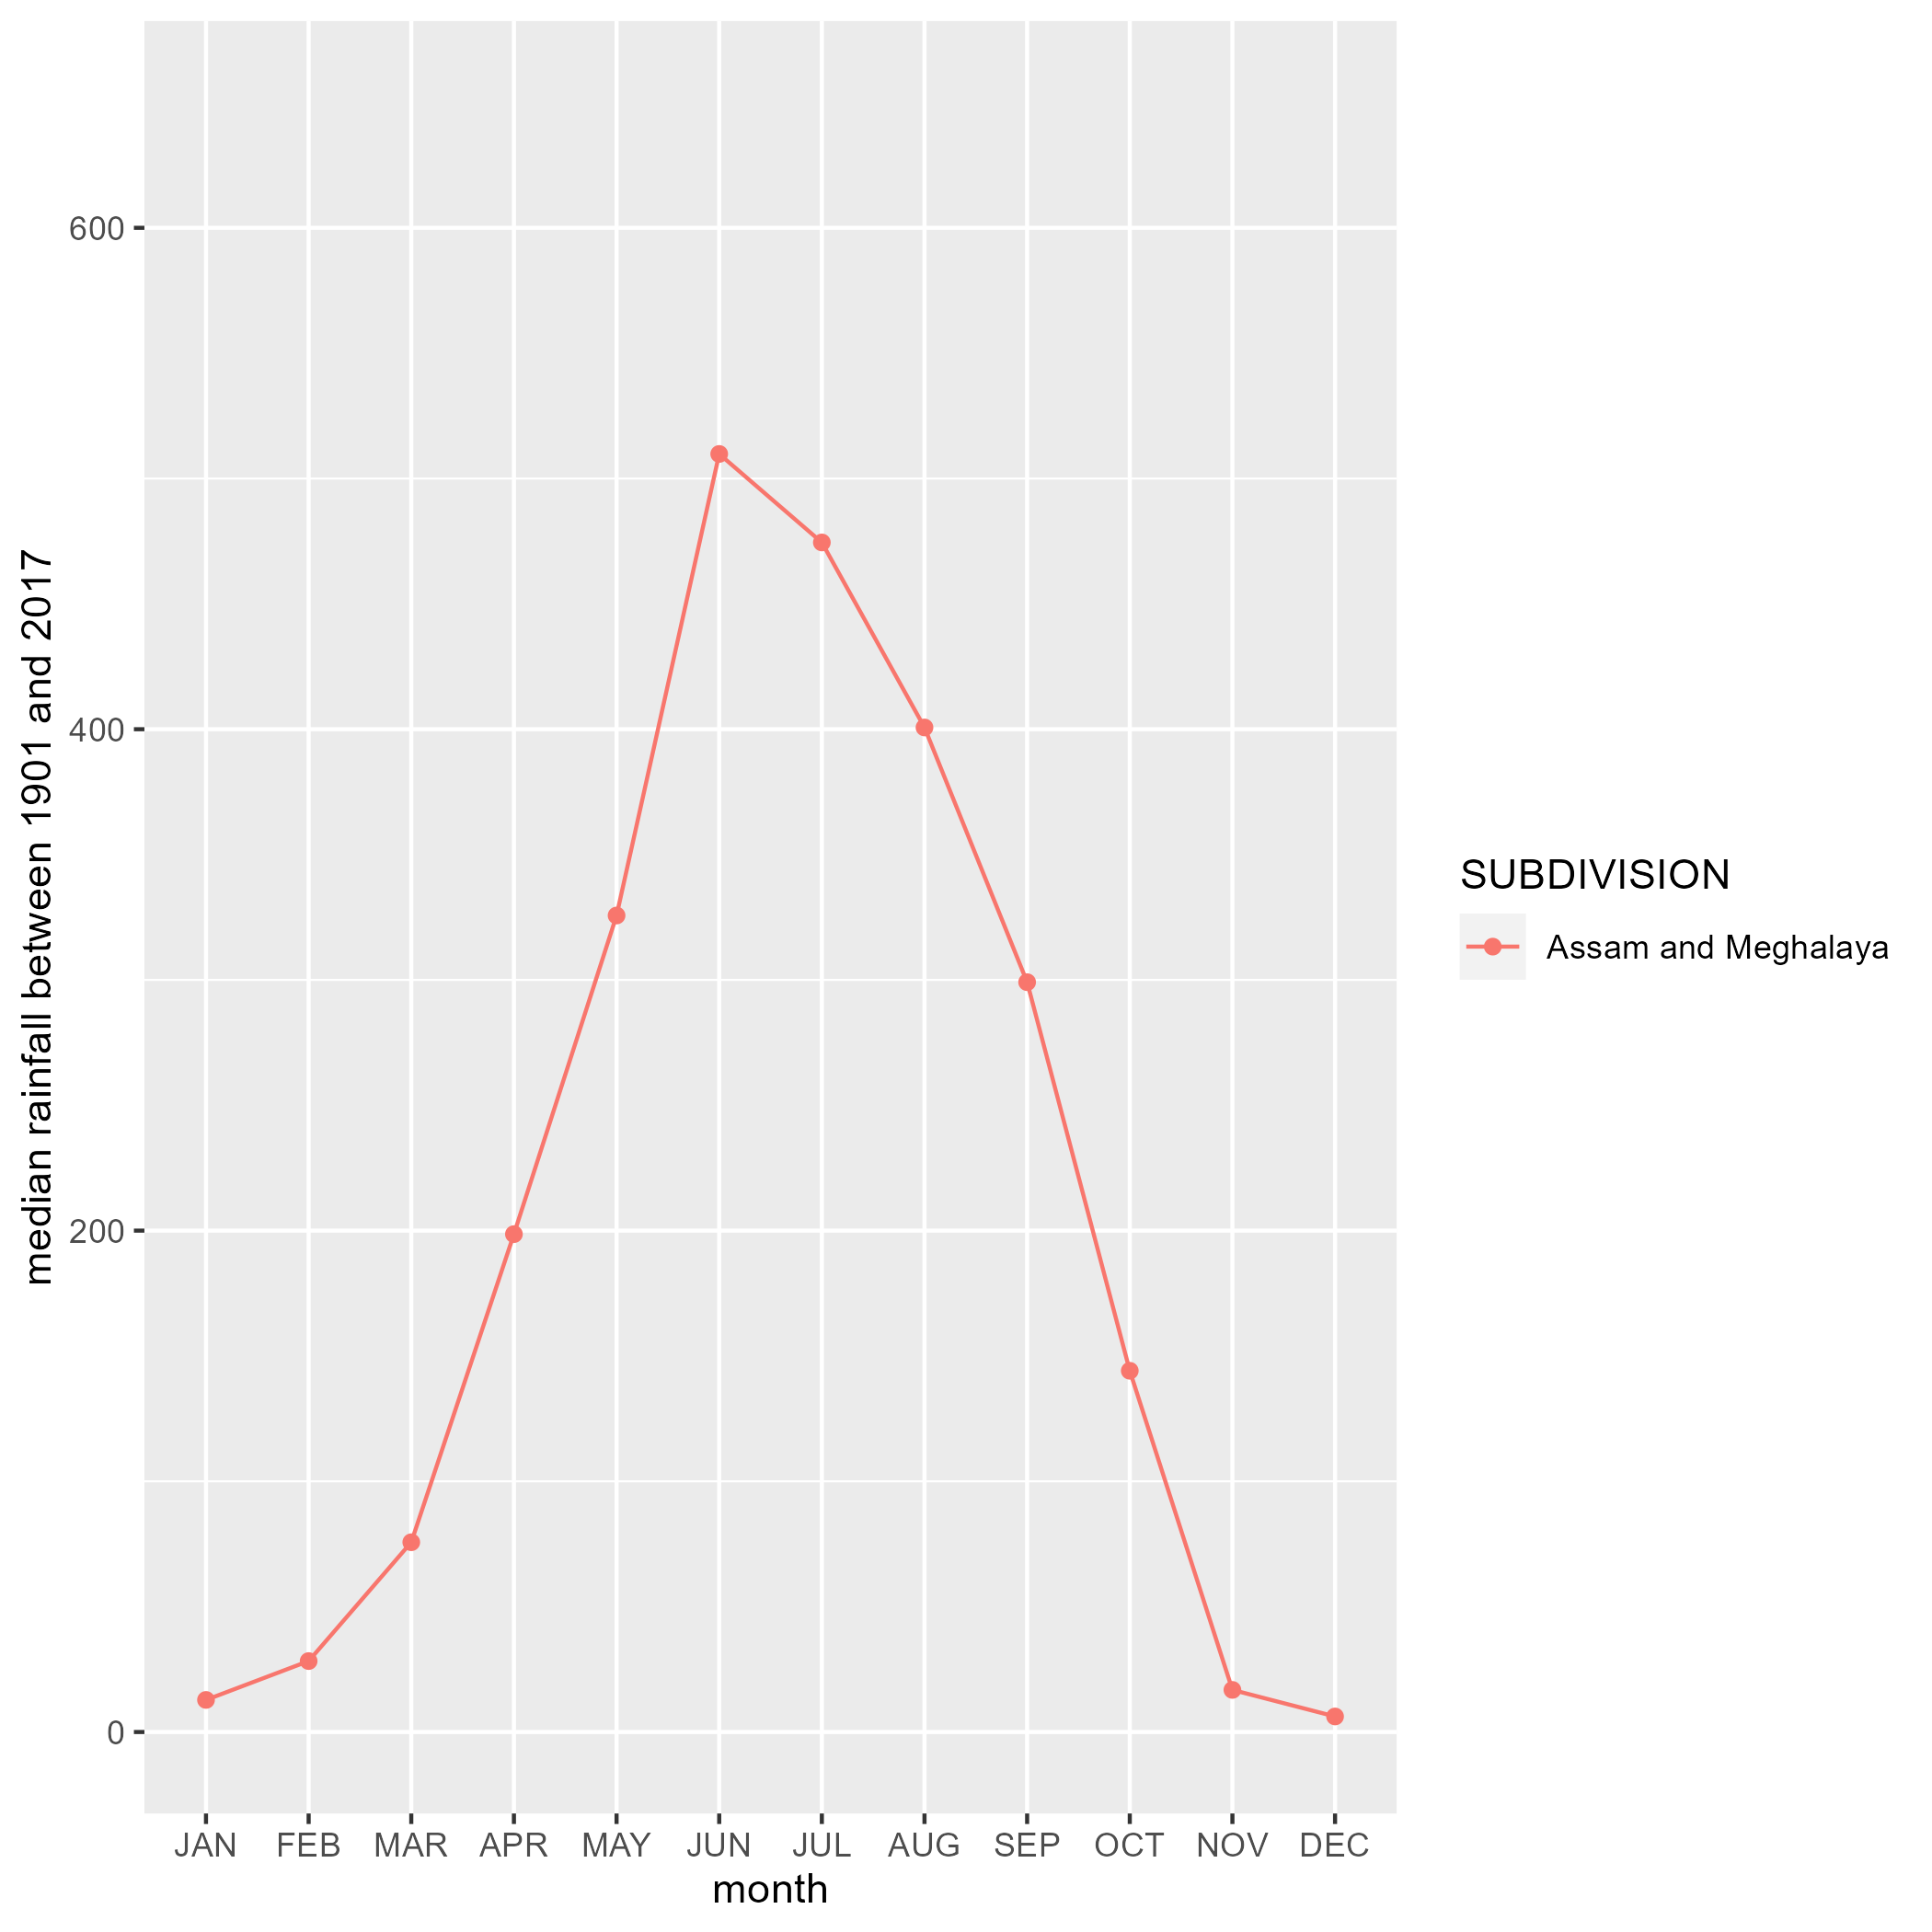 median rainfall between 1901 and 2017
600
400
200
0
JAN FEB MAR APR MAY JUN JUL AUG SEP OCT NOV DEC
month
SUBDIVISION
Assam and Meghalaya